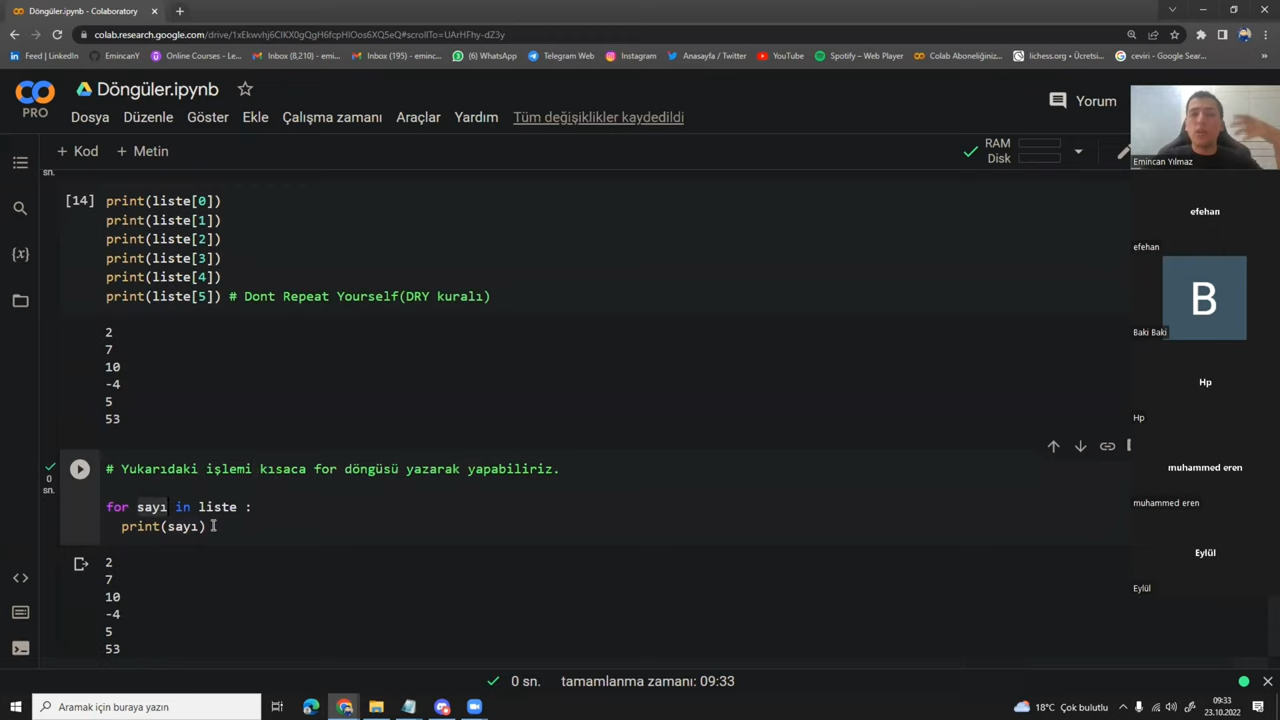 Döngüler.ipynb - Colaboratory
colab.research.google.com/drive/1xEkwvhj6ClKX0gQgH6fcpHlOos6XQ5eQ#scrollTo=UArHFhy-dZ3y
Feed | LinkedIn
EmincanY
Online Courses - Le...
Inbox (8,210) - emi...
Inbox (195) - eminc...
(6) WhatsApp
Telegram Web
Instagram
Anasayfa / Twitter
YouTube
Spotify – Web Player
Colab Aboneliğiniz...
lichess.org • Ücretsi...
ceviri - Google Sear...
PRO
Döngüler.ipynb
Dosya Düzenle Göster Ekle Çalışma zamanı Araçlar Yardım Tüm değişiklikler kaydedildi
Yorum
+ Kod + Metin
RAM
Disk
sn.
[14] print(liste[0])
print(liste[1])
print(liste[2])
print(liste[3])
print(liste[4])
print(liste[5]) # Dont Repeat Yourself(DRY kuralı)
2
7
10
-4
5
53
0
sn.
# Yukarıdaki işlemi kısaca for döngüsü yazarak yapabiliriz.
for sayı in liste :
print(sayı)
2
7
10
-4
5
53
0 sn. tamamlanma zamanı: 09:33
Emincan Yılmaz
efehan
efehan
B
Baki Baki
Hp
Hp
muhammed eren
muhammed eren
Eylül
Eylül
Aramak için buraya yazın
18°C Çok bulutlu
09:33
23.10.2022